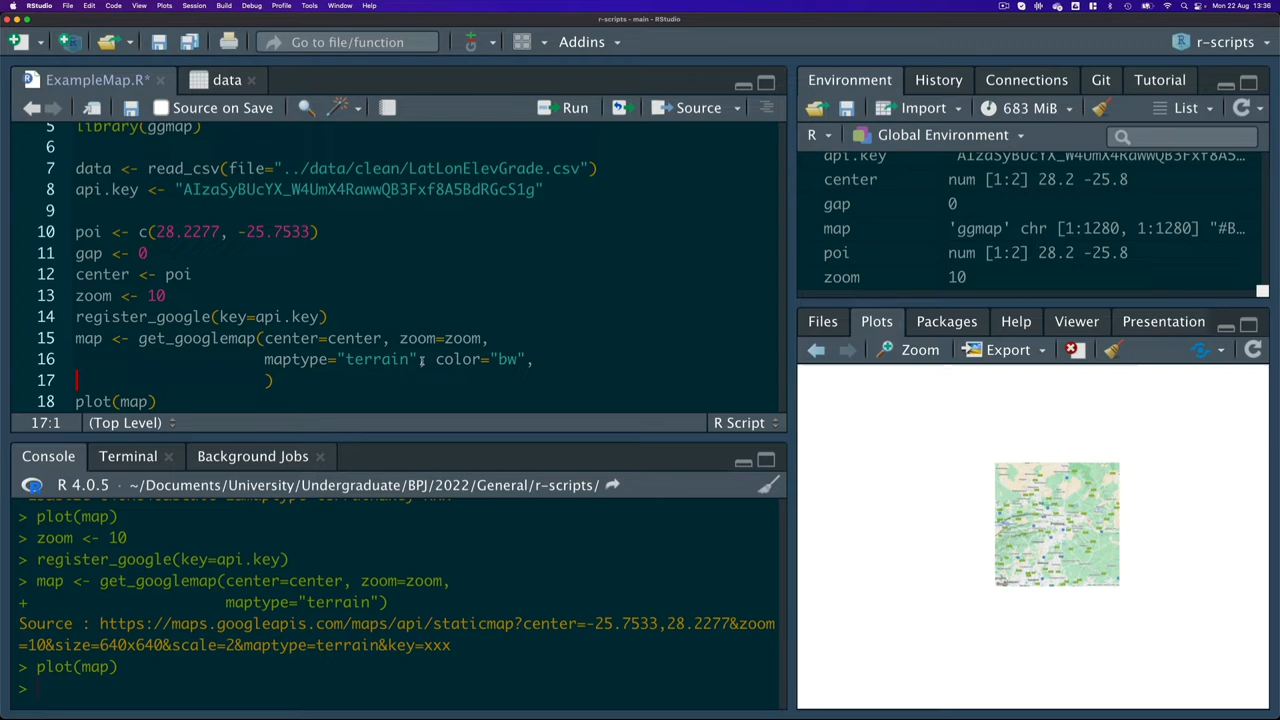 RStudio File Edit Code View Plots Session Build Debug Profile Tools Window Help Mon 22 Aug 13:36
r-scripts - main - RStudio
Go to file/function Addins r-scripts
ExampleMap.R* data
Source on Save Run Source
5 library(ggmap)
6
7 data <- read_csv(file="../data/clean/LatLonElevGrade.csv")
8 api.key <- "AIzaSyBUcYX_W4UmX4RawwQB3Fxf8A5BdRGcS1g"
9
10 poi <- c(28.2277, -25.7533)
11 gap <- 0
12 center <- poi
13 zoom <- 10
14 register_google(key=api.key)
15 map <- get_googlemap(center=center, zoom=zoom,
16 maptype="terrain", color="bw",
17 )
18 plot(map)
17:1 (Top Level) R Script
Console Terminal Background Jobs
R 4.0.5 · ~/Documents/University/Undergraduate/BPJ/2022/General/r-scripts/
> plot(map)
> zoom <- 10
> register_google(key=api.key)
> map <- get_googlemap(center=center, zoom=zoom,
+ maptype="terrain")
Source : https://maps.googleapis.com/maps/api/staticmap?center=-25.7533,28.2277&zoom
=10&size=640x640&scale=2&maptype=terrain&key=xxx
> plot(map)
>
Environment History Connections Git Tutorial
Import 683 MiB List
R Global Environment
api.key
center num [1:2] 28.2 -25.8
gap 0
map 'ggmap' chr [1:1280, 1:1280] "#B…
poi num [1:2] 28.2 -25.8
zoom 10
Files Plots Packages Help Viewer Presentation
Zoom Export